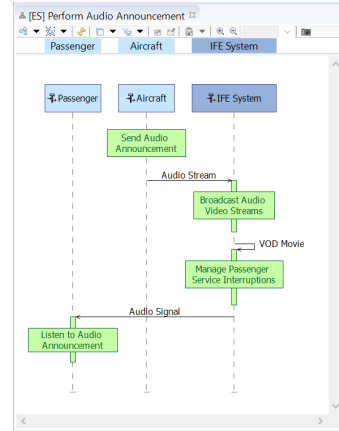 [ES] Perform Audio Announcement
Passenger Aircraft IFE System
Passenger Aircraft IFE System
Send Audio
Announcement
Audio Stream
Broadcast Audio
Video Streams
VOD Movie
Manage Passenger
Service Interruptions
Audio Signal
Listen to Audio
Announcement